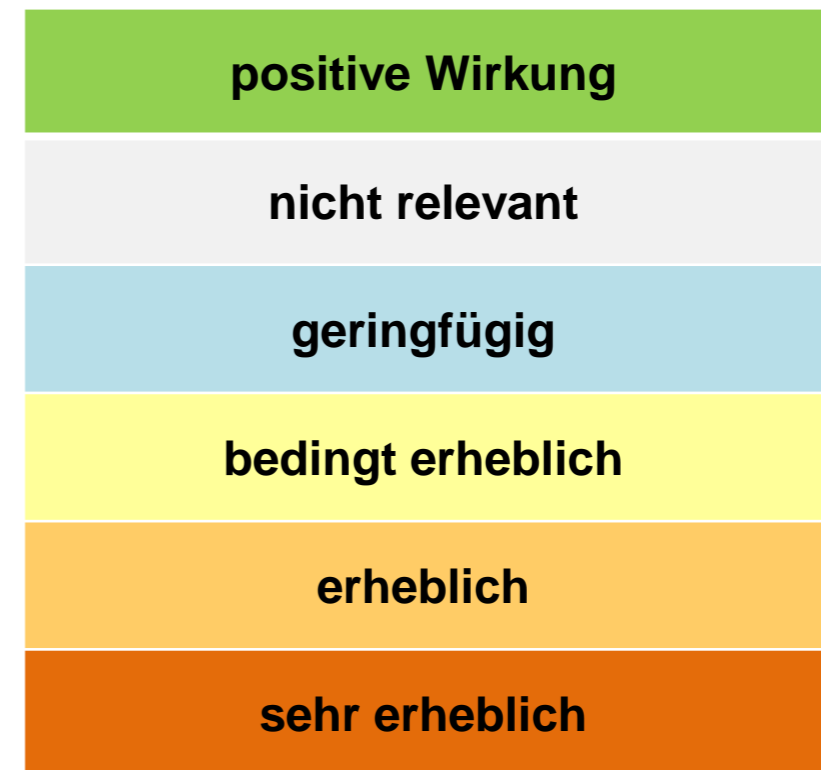 positive Wirkung
nicht relevant
geringfügig
bedingt erheblich
erheblich
sehr erheblich